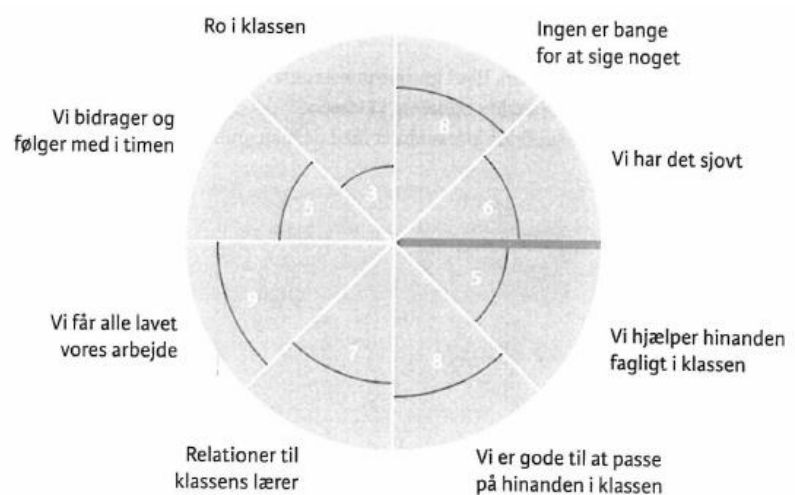 Ro i klassen
Ingen er bange
for at sige noget
Vi bidrager og
følger med i timen
Vi har det sjovt
8
3
5
6
9
5
7
8
Vi får alle lavet
vores arbejde
Vi hjælper hinanden
fagligt i klassen
Relationer til
klassens lærer
Vi er gode til at passe
på hinanden i klassen